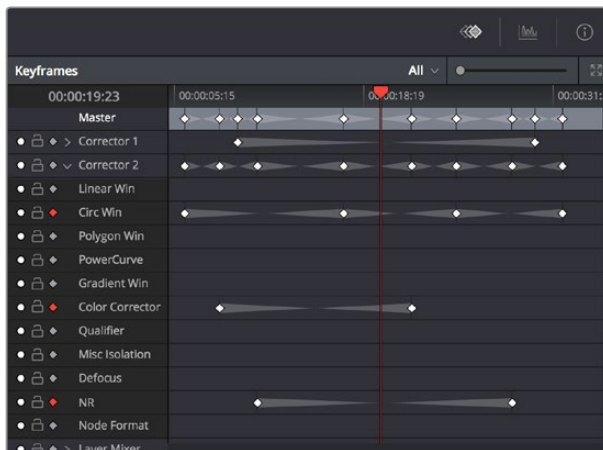 Keyframes
All
00:00:19:23
00:00:05:15
00:00:18:19
00:00:31:
Master
Corrector 1
Corrector 2
Linear Win
Circ Win
Polygon Win
PowerCurve
Gradient Win
Color Corrector
Qualifier
Misc Isolation
Defocus
NR
Node Format
Layer Mixer